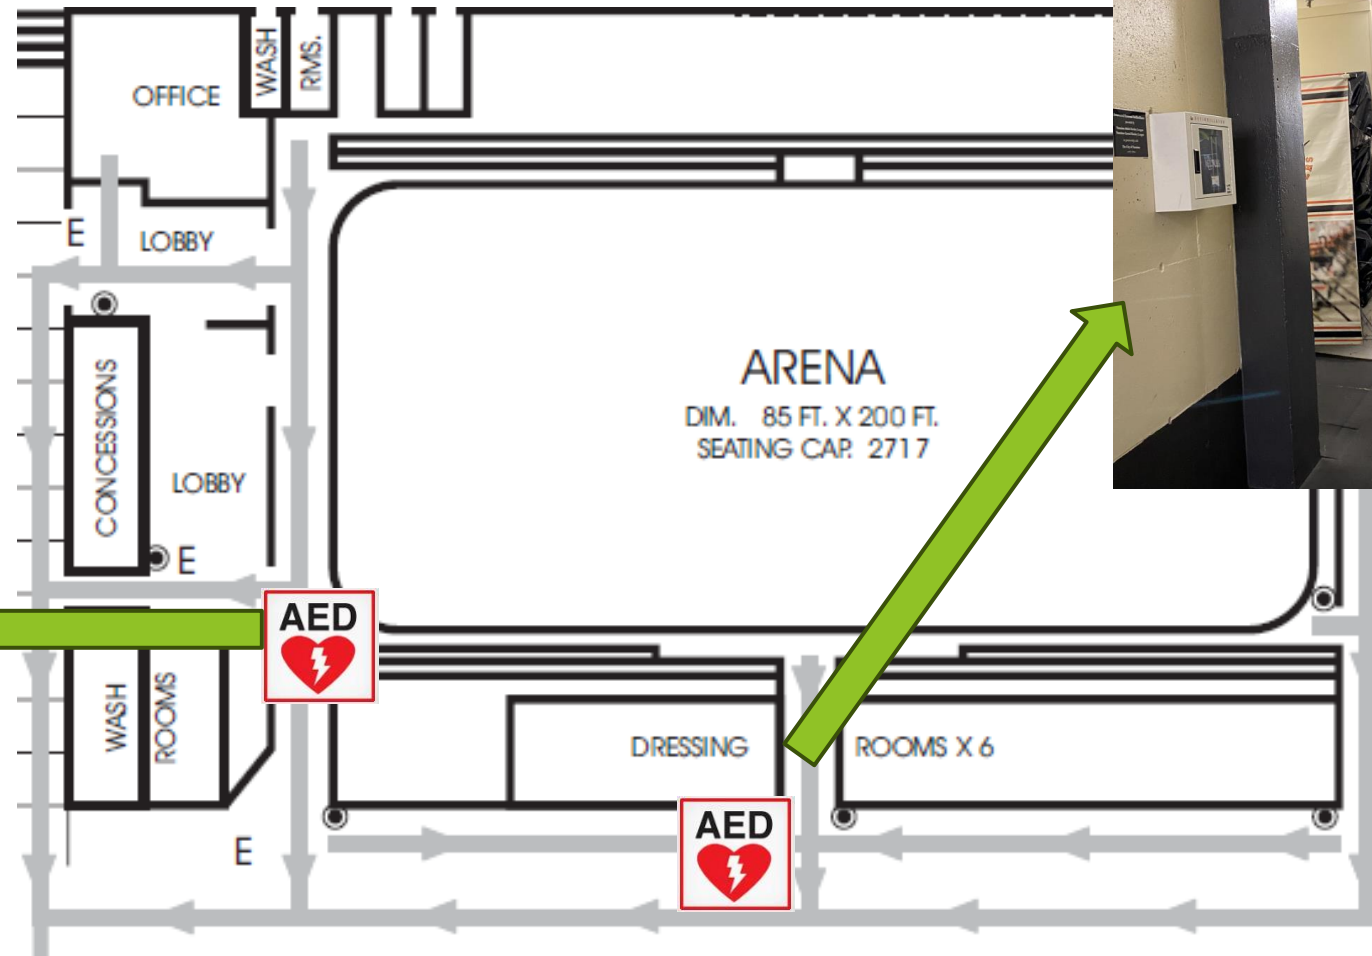 OFFICE
WASH
RMS.
E
LOBBY
CONCESSIONS
LOBBY
E
ARENA
DIM. 85 FT. X 200 FT.
SEATING CAP. 2717
AED
WASH
ROOMS
DRESSING
ROOMS X 6
AED
E